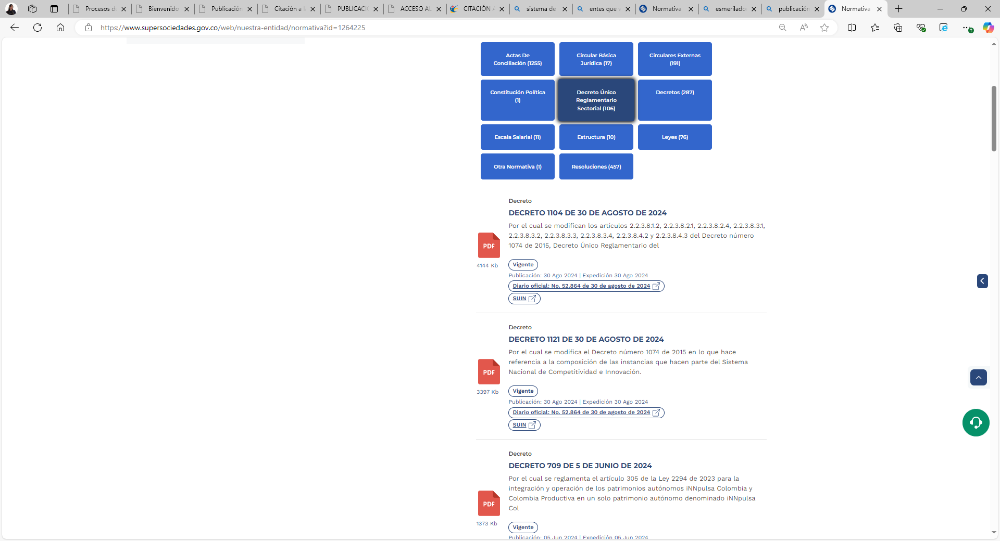 Procesos d
Bienvenido
Publicación
Citación a l
PUBLICACI
ACCESO AL
CITACIÓN A
sistema de
entes que v
Normativa
esmerilado
publicación
Normativa
https://www.supersociedades.gov.co/web/nuestra-entidad/normativa?id=1264225
Actas De
Conciliación (1255)
Circular Básica
Jurídica (17)
Circulares Externas
(191)
Constitución Política
(1)
Decreto Único
Reglamentario
Sectorial (106)
Decretos (287)
Escala Salarial (11)
Estructura (10)
Leyes (76)
Otra Normativa (1)
Resoluciones (457)
Decreto
DECRETO 1104 DE 30 DE AGOSTO DE 2024
Por el cual se modifican los artículos 2.2.3.8.1.2, 2.2.3.8.2.1, 2.2.3.8.2.4, 2.2.3.8.3.1,
2.2.3.8.3.2, 2.2.3.8.3.3, 2.2.3.8.3.4, 2.2.3.8.4.2 y 2.2.3.8.4.3 del Decreto número
1074 de 2015, Decreto Único Reglamentario del
PDF
4144 Kb
Vigente
Publicación: 30 Ago 2024 | Expedición 30 Ago 2024
Diario oficial: No. 52.864 de 30 de agosto de 2024
SUIN
Decreto
DECRETO 1121 DE 30 DE AGOSTO DE 2024
Por el cual se modifica el Decreto número 1074 de 2015 en lo que hace
referencia a la composición de las instancias que hacen parte del Sistema
Nacional de Competitividad e Innovación.
PDF
3397 Kb
Vigente
Publicación: 30 Ago 2024 | Expedición 30 Ago 2024
Diario oficial: No. 52.864 de 30 de agosto de 2024
SUIN
Decreto
DECRETO 709 DE 5 DE JUNIO DE 2024
Por el cual se reglamenta el artículo 305 de la Ley 2294 de 2023 para la
integración y operación de los patrimonios autónomos iNNpulsa Colombia y
Colombia Productiva en un solo patrimonio autónomo denominado iNNpulsa
Col
PDF
1373 Kb
Vigente
Publicación: 05 Jun 2024 | Expedición 05 Jun 2024